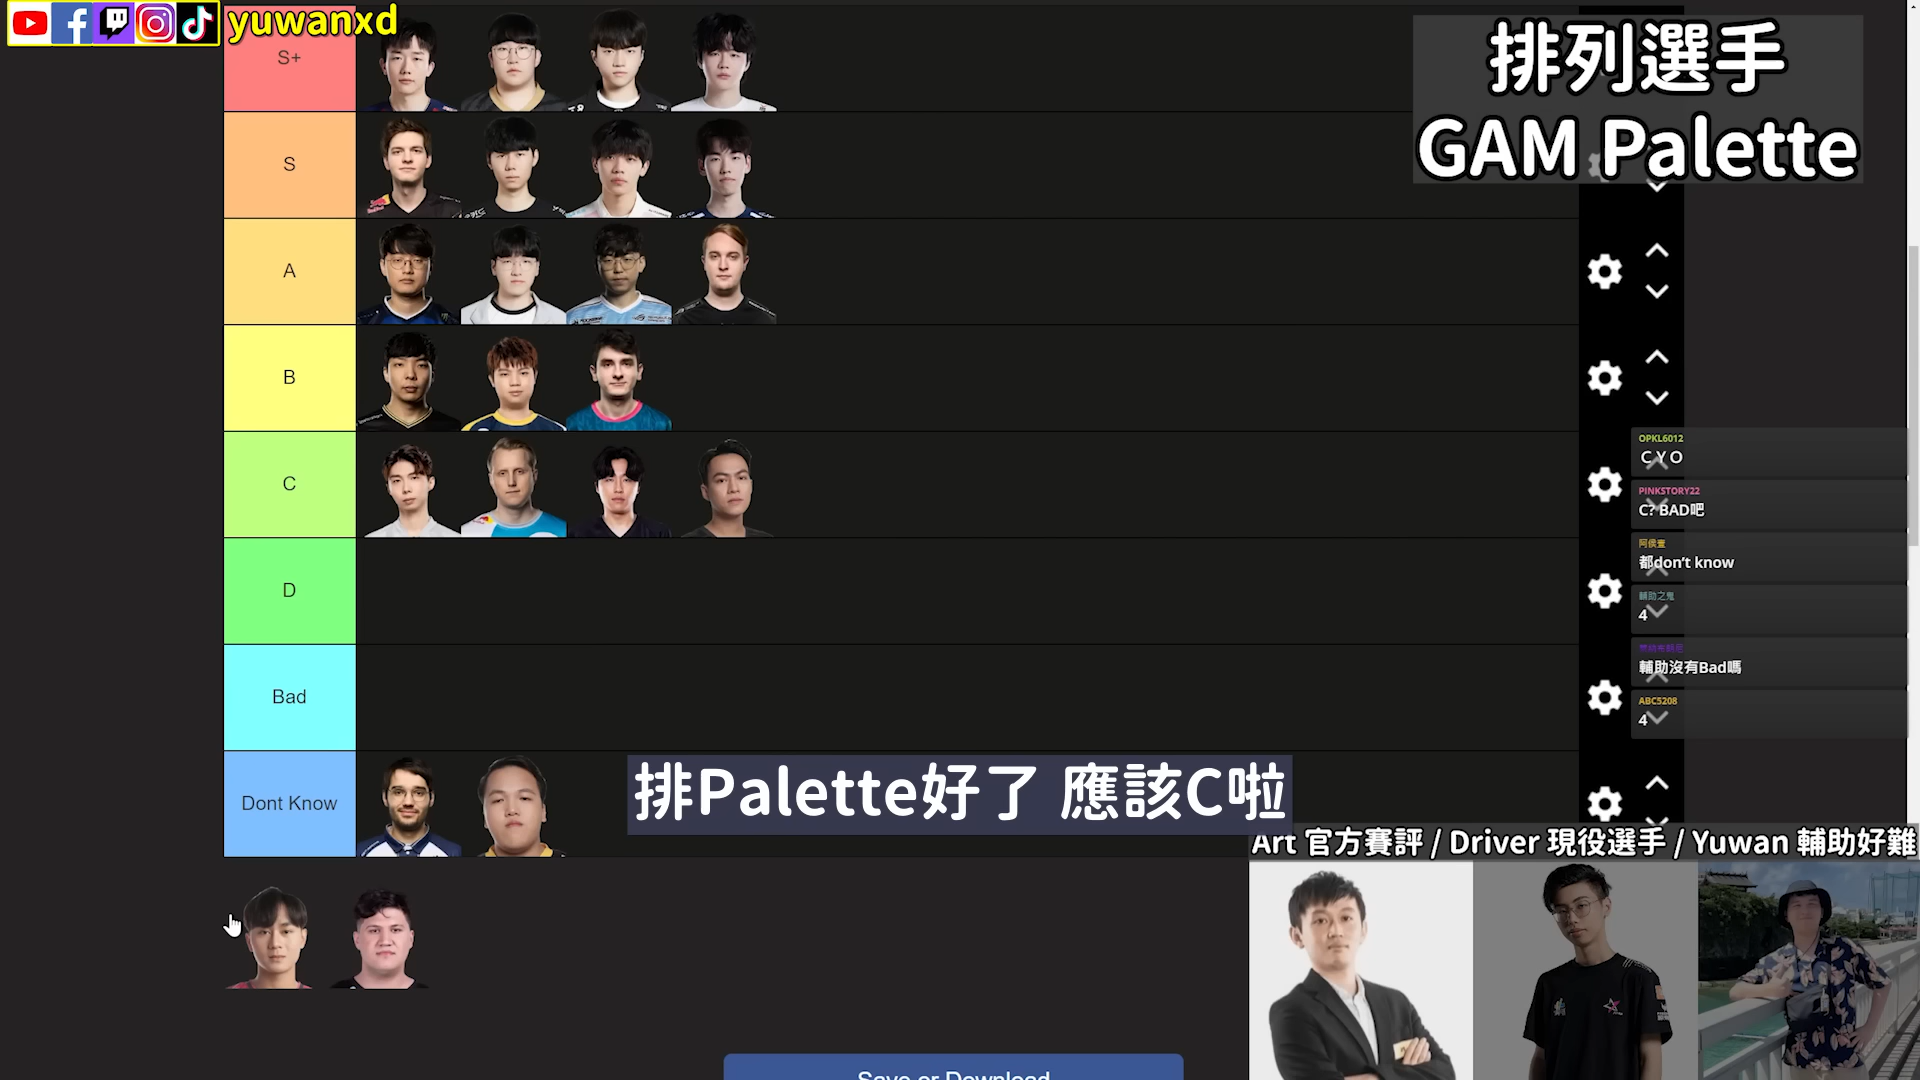 yuwanxd
S+
S
A
B
C
D
Bad
Dont Know
排列選手
GAM Palette
OPKL6012
C Y O
PINKSTORY22
C? BAD吧
阿侯壹
都don't know
輔助之鬼
4
輔助沒有Bad嗎
ABC5208
4
排Palette好了 應該C啦
Art 官方賽評 / Driver 現役選手 / Yuwan 輔助好難
Save or Download